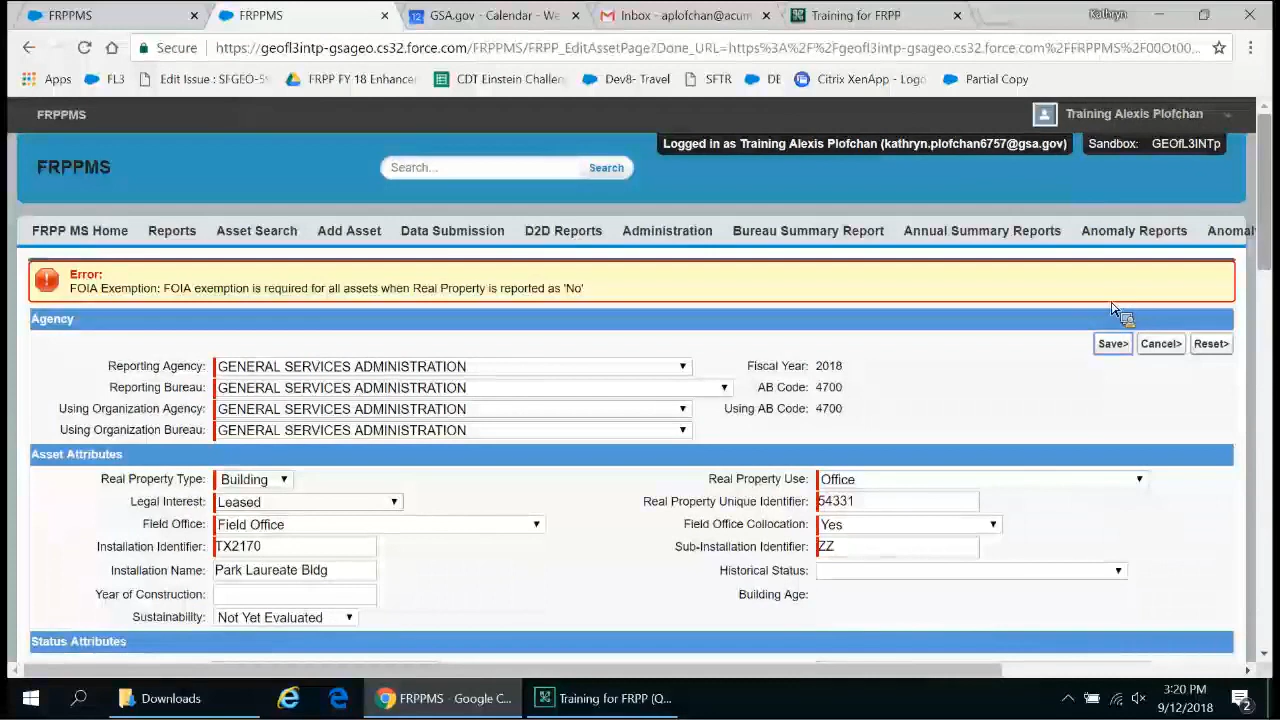 FRPPMS
FRPPMS
GSA.gov - Calendar - We
Inbox - aplofchan@acum
Training for FRPP
Kathryn
Secure
https://geofl3intp-gsageo.cs32.force.com/FRPPMS/FRPP_EditAssetPage?Done_URL=https%3A%2F%2Fgeofl3intp-gsageo.cs32.force.com%2FFRPPMS%2F00Ot00...
Apps
FL3
Edit Issue : SFGEO-5
FRPP FY 18 Enhance
CDT Einstein Challen
Dev8- Travel
SFTR
DE
Citrix XenApp - Logo
Partial Copy
FRPPMS
Training Alexis Plofchan
Logged in as Training Alexis Plofchan (kathryn.plofchan6757@gsa.gov)
Sandbox: GEOfL3INTp
FRPPMS
Search...
Search
FRPP MS Home
Reports
Asset Search
Add Asset
Data Submission
D2D Reports
Administration
Bureau Summary Report
Annual Summary Reports
Anomaly Reports
Anomal
Error:
FOIA Exemption: FOIA exemption is required for all assets when Real Property is reported as 'No'
Agency
Save>
Cancel>
Reset>
Reporting Agency: GENERAL SERVICES ADMINISTRATION
Fiscal Year: 2018
Reporting Bureau: GENERAL SERVICES ADMINISTRATION
AB Code: 4700
Using Organization Agency: GENERAL SERVICES ADMINISTRATION
Using AB Code: 4700
Using Organization Bureau: GENERAL SERVICES ADMINISTRATION
Asset Attributes
Real Property Type: Building
Real Property Use: Office
Legal Interest: Leased
Real Property Unique Identifier: 54331
Field Office: Field Office
Field Office Collocation: Yes
Installation Identifier: TX2170
Sub-Installation Identifier: ZZ
Installation Name: Park Laureate Bldg
Historical Status:
Year of Construction:
Building Age:
Sustainability: Not Yet Evaluated
Status Attributes
Downloads
FRPPMS - Google C...
Training for FRPP (Q...
3:20 PM
9/12/2018
2